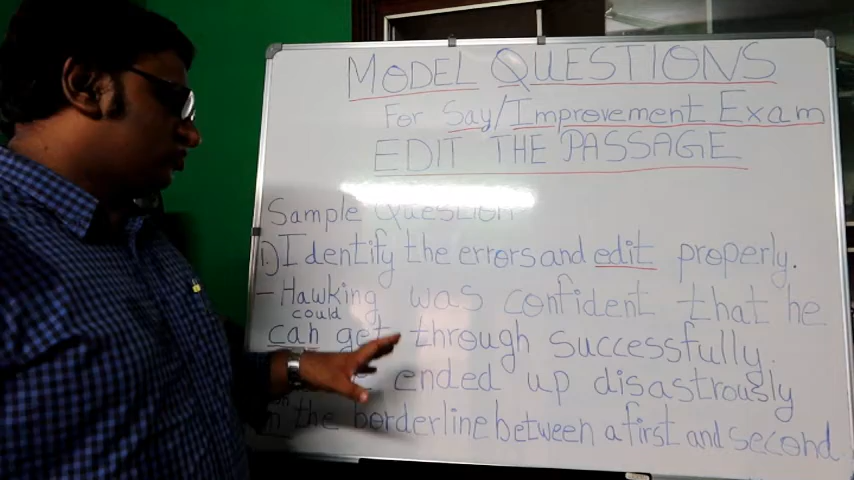 MODEL QUESTIONS
For Say/Improvement Exam
EDIT THE PASSAGE
Sample Question
1.) Identify the errors and edit properly.
- Hawking was confident that he
could
can get through successfully.
ended up disastrously
the borderline between a first and second